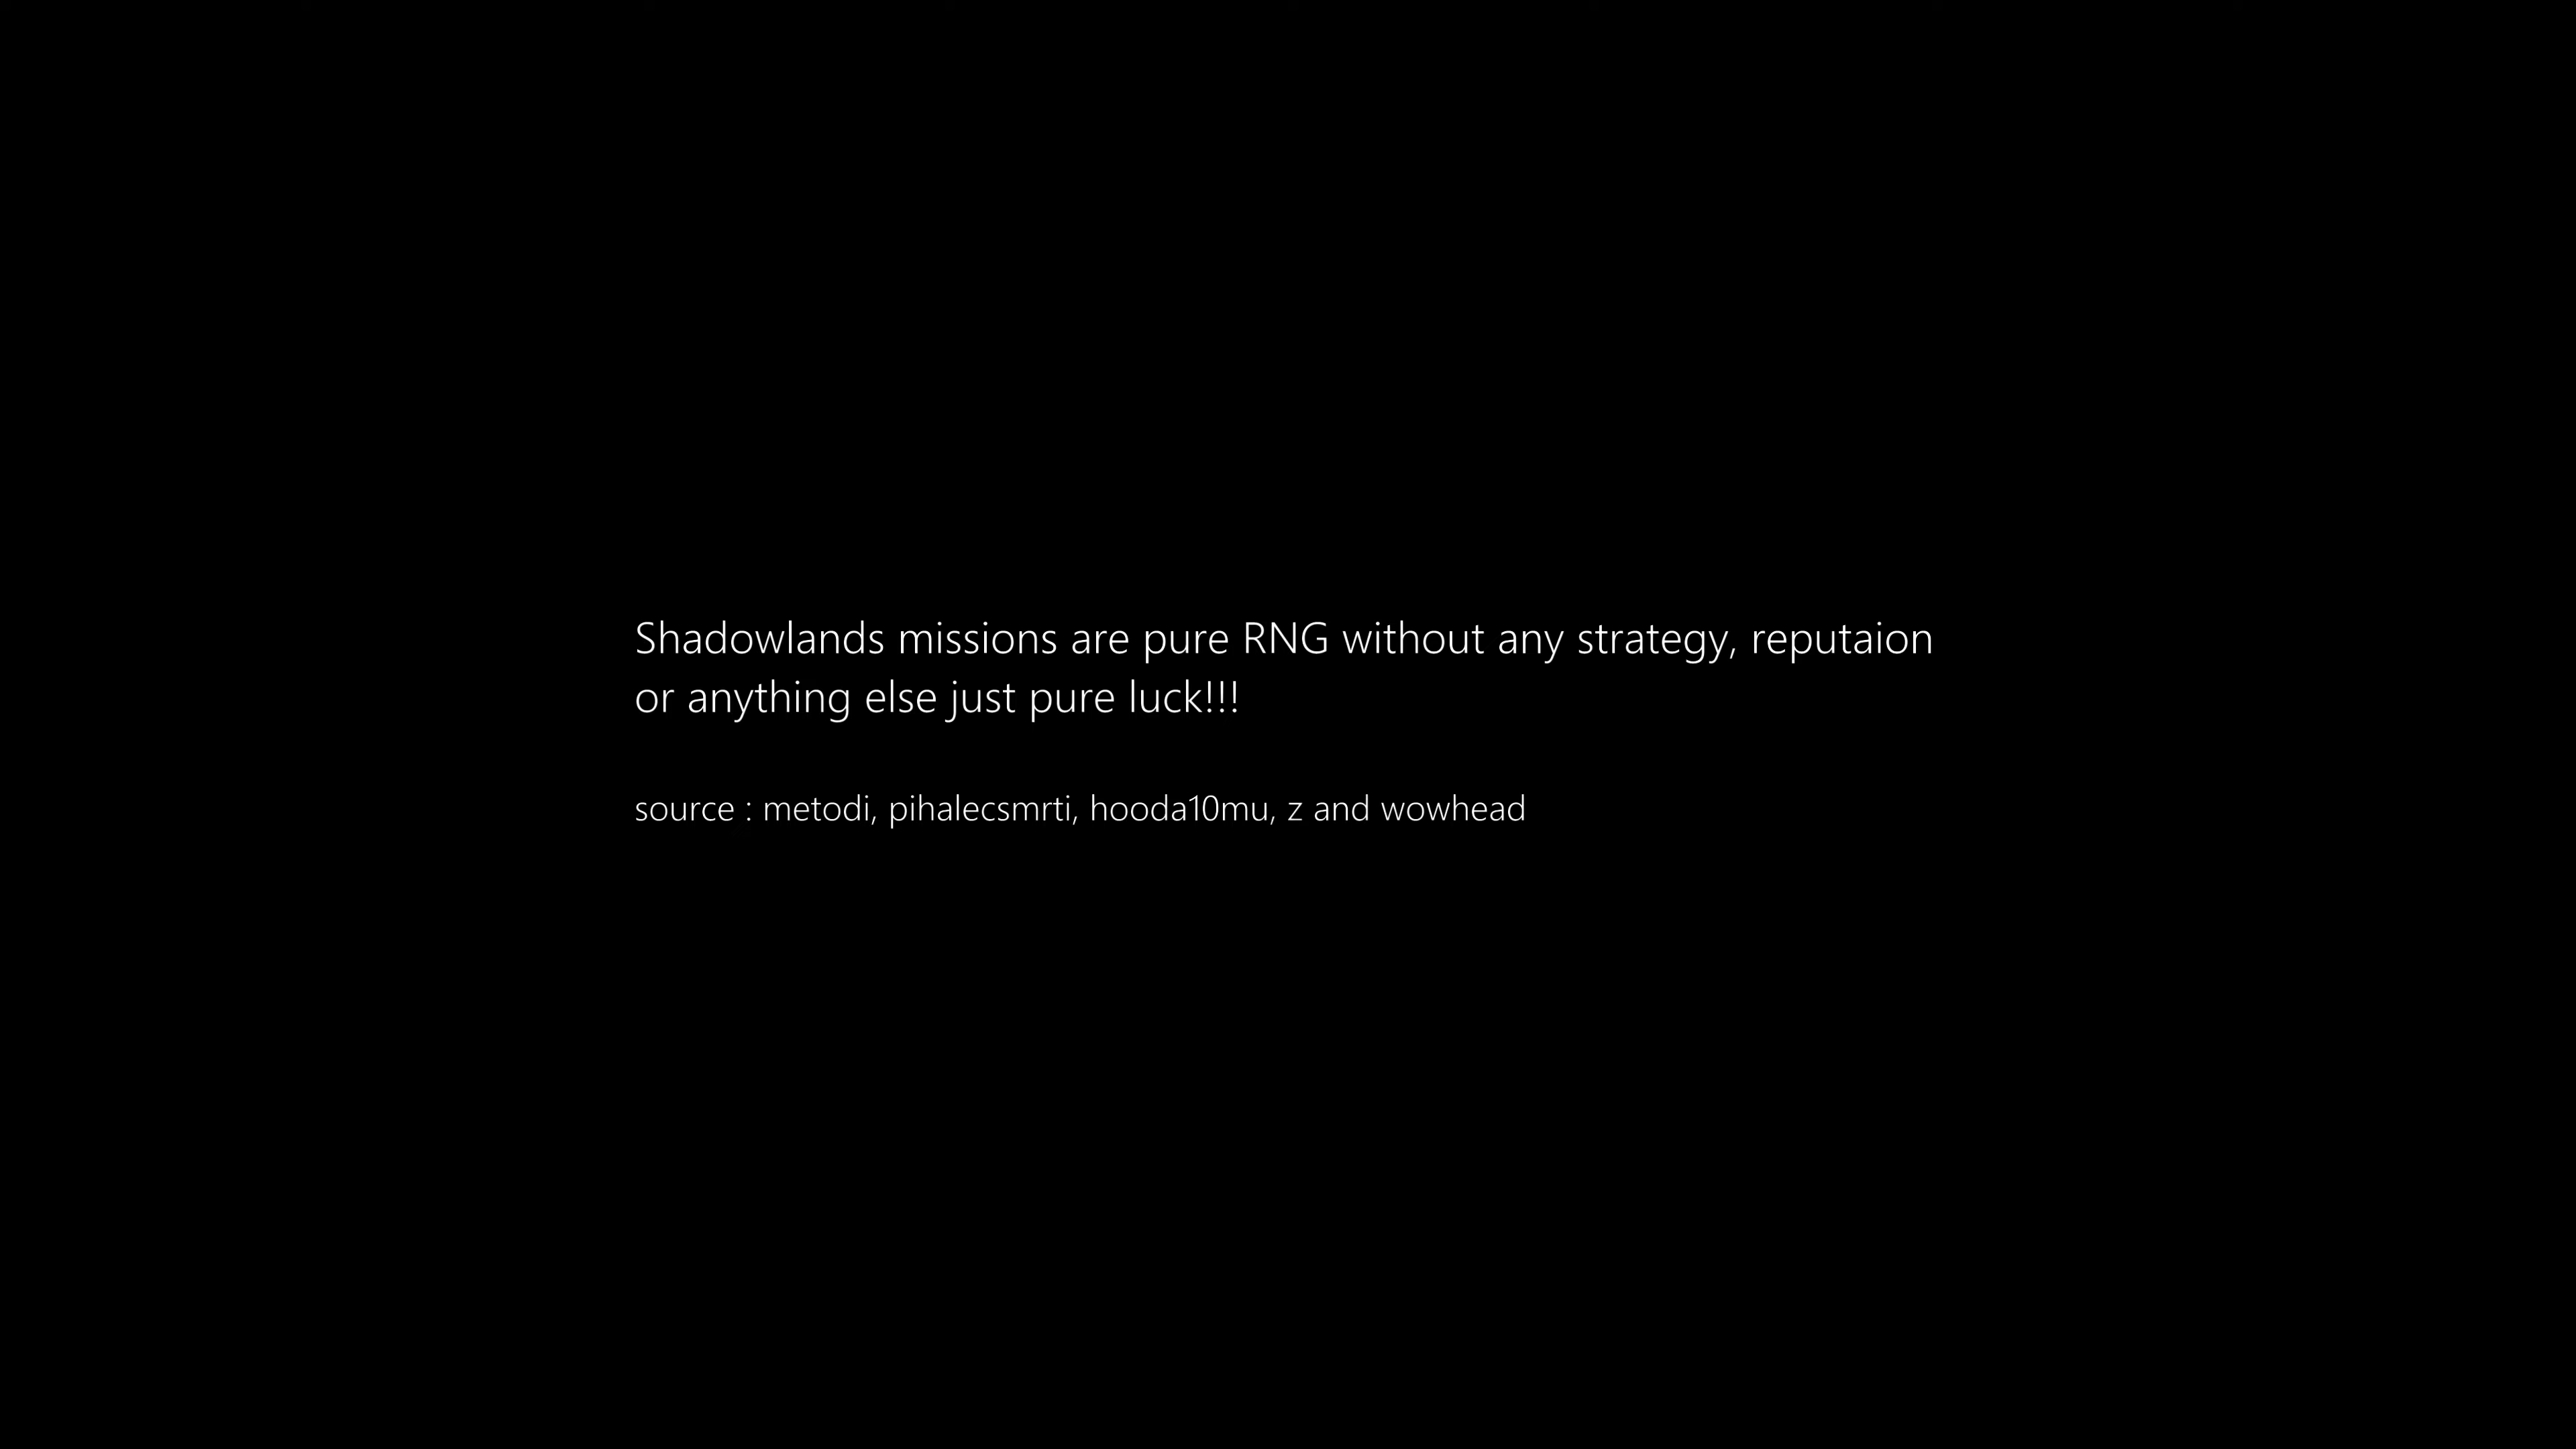 Shadowlands missions are pure RNG without any strategy, reputaion
or anything else just pure luck!!!
source : metodi, pihalecsmrti, hooda10mu, z and wowhead